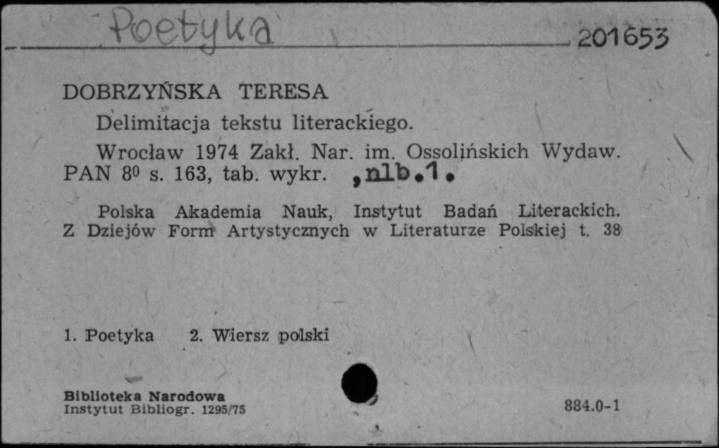 Poetyka
201653
DOBRZYŃSKA TERESA
Delimitacja tekstu literackiego.
Wrocław 1974 Zakł. Nar. im. Ossolińskich Wydaw.
PAN 8⁰ s. 163, tab. wykr. ,nlb.1.
Polska Akademia Nauk, Instytut Badań Literackich.
Z Dziejów Form Artystycznych w Literaturze Polskiej t. 38
1. Poetyka 2. Wiersz polski
Biblioteka Narodowa
Instytut Bibliogr. 1295/75
884.0-1